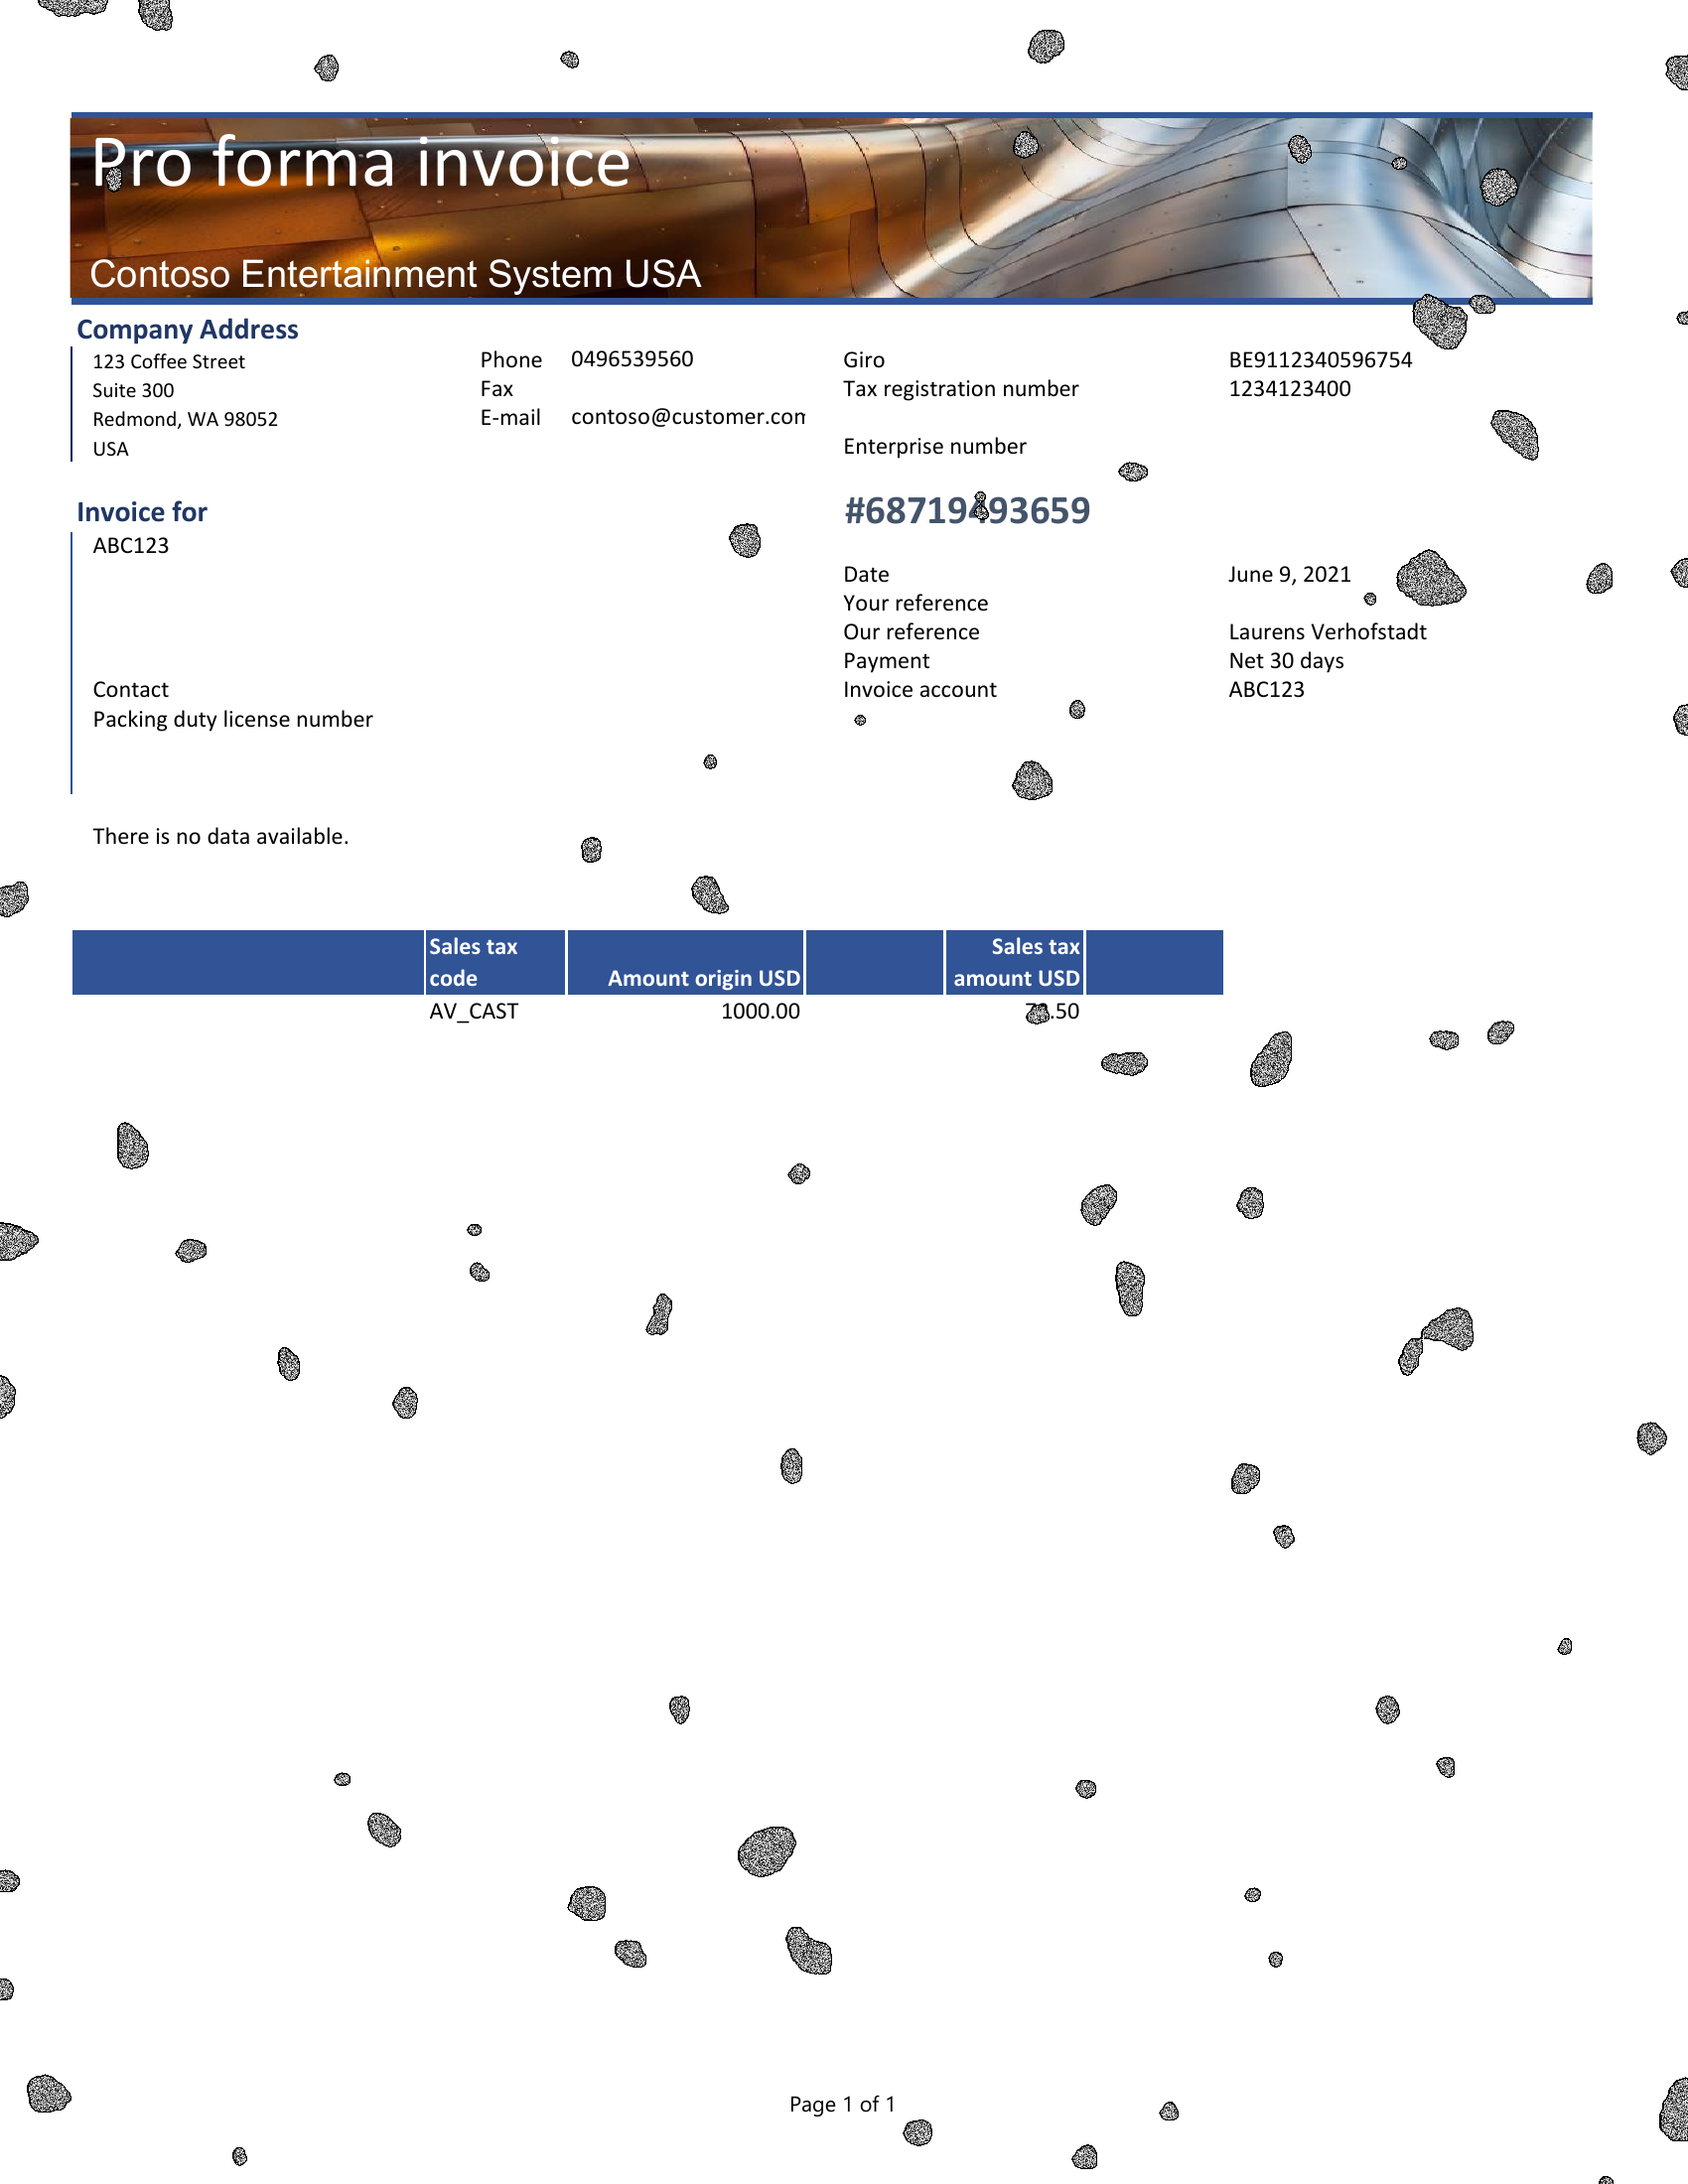 Pro forma invoice
Contoso Entertainment System USA
Company Address
123 Coffee Street
Suite 300
Redmond, WA 98052
USA
Phone 0496539560
Fax
E-mail contoso@customer.com
Giro BE9112340596754
Tax registration number 1234123400
Enterprise number
Invoice for
ABC123
Contact
Packing duty license number
#68719493659
Date June 9, 2021
Your reference
Our reference Laurens Verhofstadt
Payment Net 30 days
Invoice account ABC123
There is no data available.
Sales tax code Amount origin USD Sales tax amount USD
AV_CAST 1000.00
Page 1 of 1